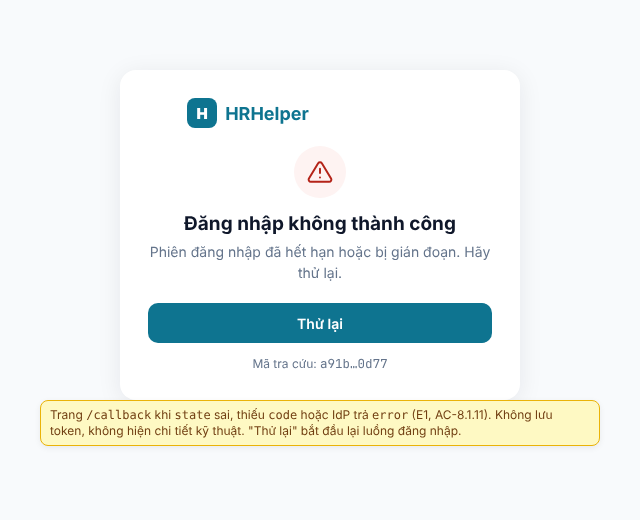 H HRHelper
Đăng nhập không thành công
Phiên đăng nhập đã hết hạn hoặc bị gián đoạn. Hãy
thử lại.
Thử lại
Mã tra cứu: a91b…0d77
Trang /callback khi state sai, thiếu code hoặc IdP trả error (E1, AC-8.1.11). Không lưu
token, không hiện chi tiết kỹ thuật. "Thử lại" bắt đầu lại luồng đăng nhập.